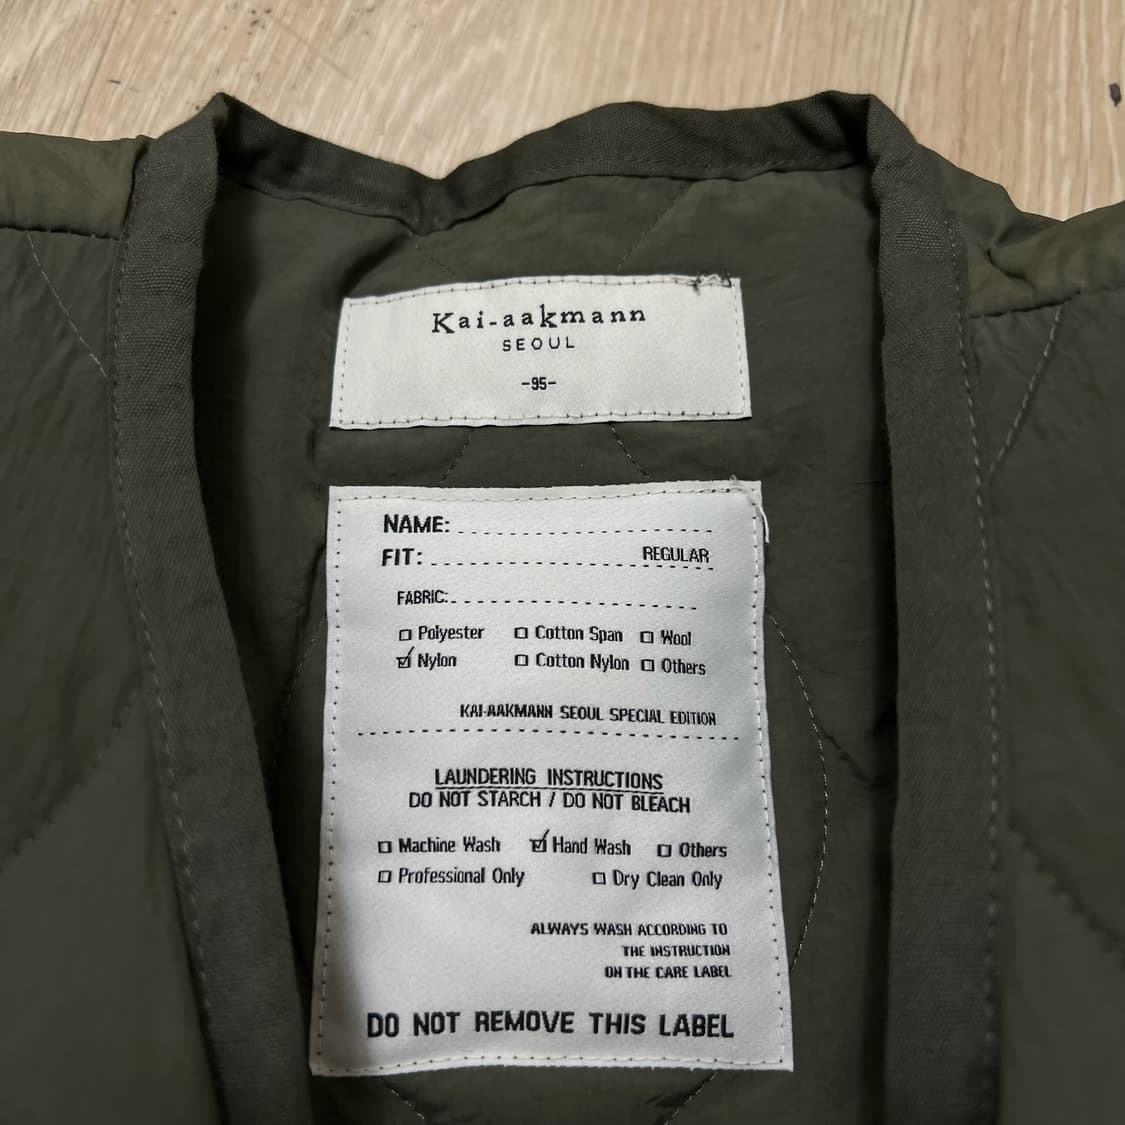 Kai-aakmann
SEOUL
-95-
NAME:
FIT: REGULAR
FABRIC:
☐ Polyester ☐ Cotton Span ☐ Wool
☑ Nylon ☐ Cotton Nylon ☐ Others
KAI-AAKMANN SEOUL SPECIAL EDITION
LAUNDERING INSTRUCTIONS
DO NOT STARCH / DO NOT BLEACH
☐ Machine Wash ☑ Hand Wash ☐ Others
☐ Professional Only ☐ Dry Clean Only
ALWAYS WASH ACCORDING TO
THE INSTRUCTION
ON THE CARE LABEL
DO NOT REMOVE THIS LABEL